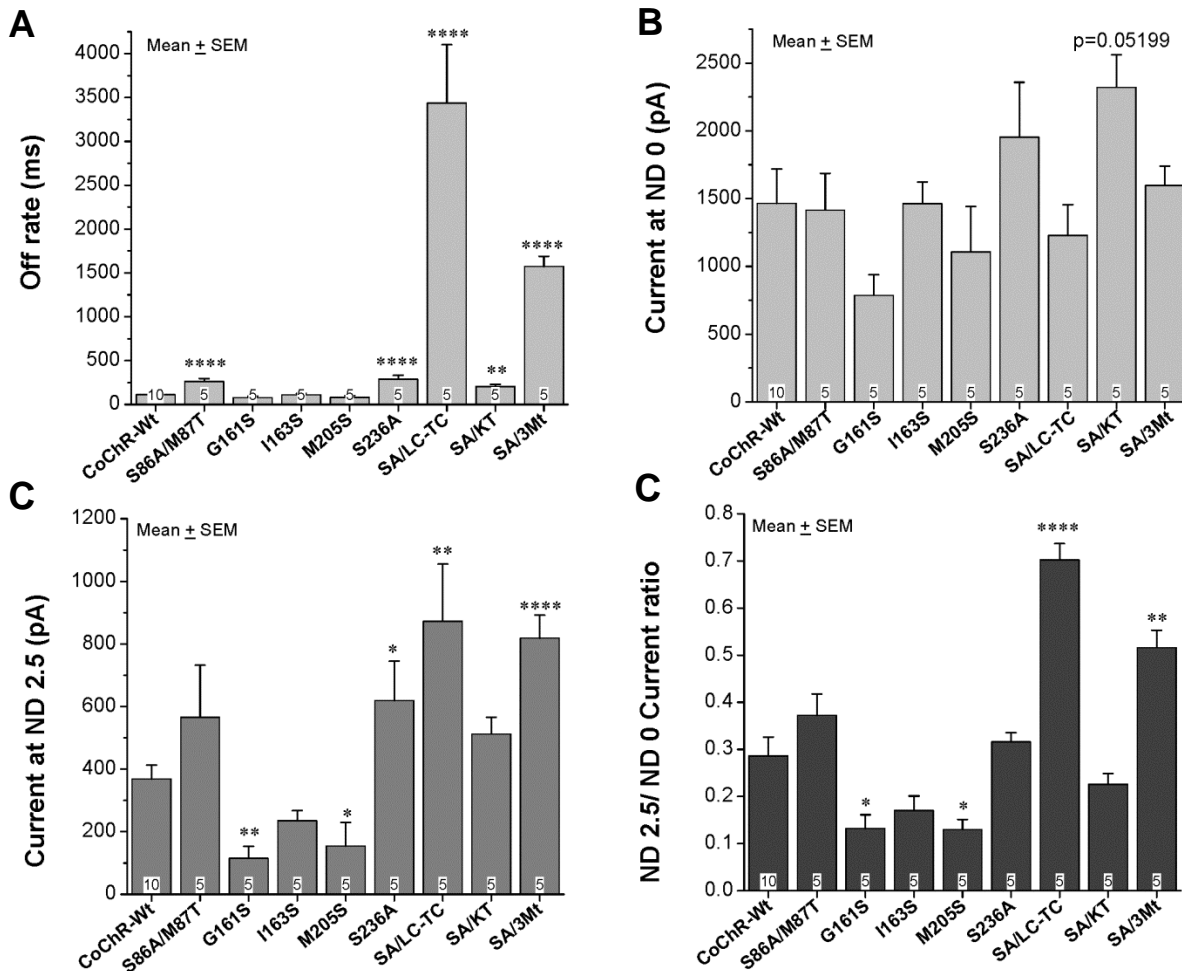 A
Mean + SEM
Off rate (ms)
4000
3500
3000
2500
2000
1500
1000
500
0
****
****
****
**
****
10 5 5 5 5 5 5 5 5
CoChR-Wt
S86A/M87T
G161S
I163S
M205S
S236A
SA/LC-TC
SA/KT
SA/3Mt
B
Mean + SEM
p=0.05199
Current at ND 0 (pA)
2500
2000
1500
1000
500
0
10 5 5 5 5 5 5 5 5
CoChR-Wt
S86A/M87T
G161S
I163S
M205S
S236A
SA/LC-TC
SA/KT
SA/3Mt
C
Mean + SEM
Current at ND 2.5 (pA)
1200
1000
800
600
400
200
0
**
*
*
**
****
10 5 5 5 5 5 5 5 5
CoChR-Wt
S86A/M87T
G161S
I163S
M205S
S236A
SA/LC-TC
SA/KT
SA/3Mt
C
Mean + SEM
ND 2.5/ ND 0 Current ratio
0.8
0.7
0.6
0.5
0.4
0.3
0.2
0.1
0.0
*
*
****
**
10 5 5 5 5 5 5 5 5
CoChR-Wt
S86A/M87T
G161S
I163S
M205S
S236A
SA/LC-TC
SA/KT
SA/3Mt